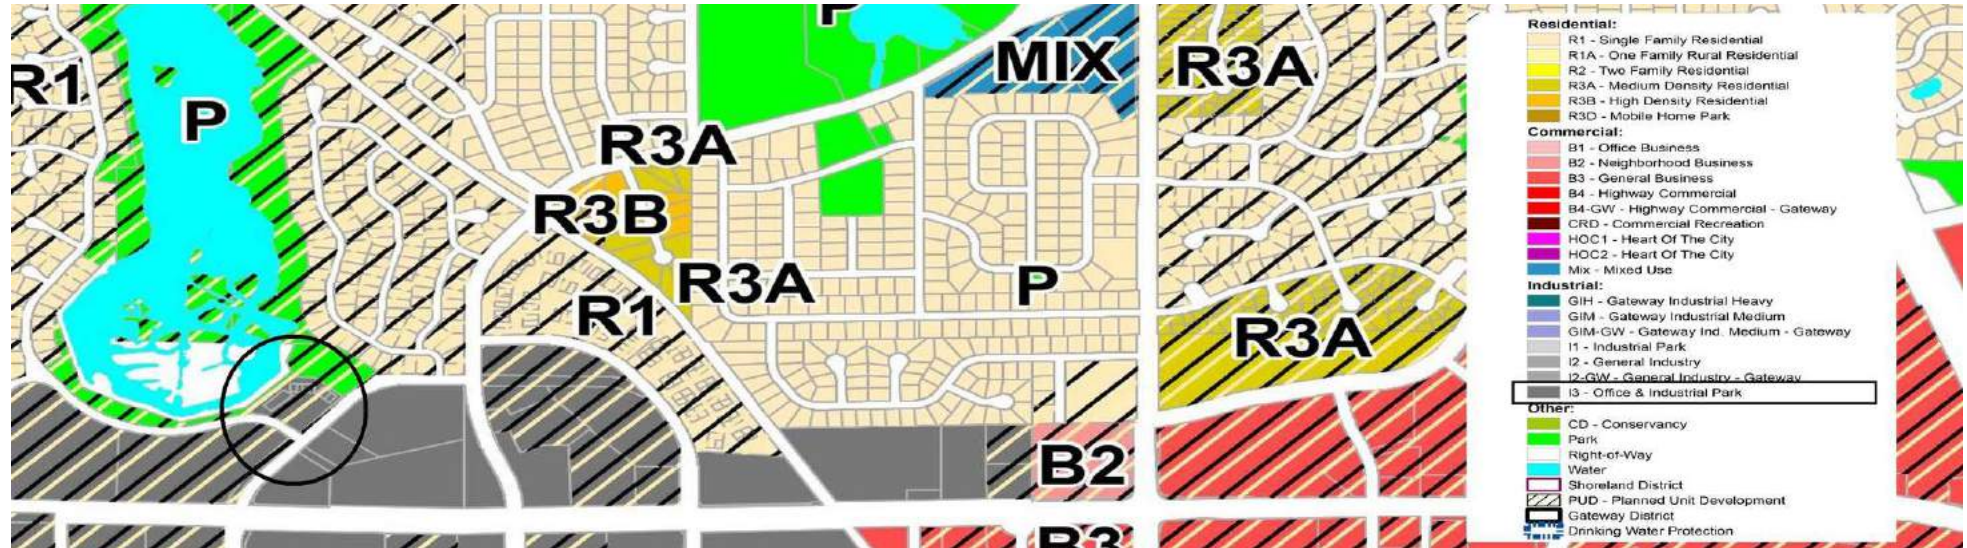 P
R1
P
MIX
R3A
R3A
R3B
R3A
P
R1
R3A
B2
B3
Residential:
R1 - Single Family Residential
R1A - One Family Rural Residential
R2 - Two Family Residential
R3A - Medium Density Residential
R3B - High Density Residential
R3D - Mobile Home Park
Commercial:
B1 - Office Business
B2 - Neighborhood Business
B3 - General Business
B4 - Highway Commercial
B4-GW - Highway Commercial - Gateway
CRD - Commercial Recreation
HOC1 - Heart Of The City
HOC2 - Heart Of The City
Mix - Mixed Use
Industrial:
GIH - Gateway Industrial Heavy
GIM - Gateway Industrial Medium
GIM-GW - Gateway Ind. Medium - Gateway
I1 - Industrial Park
I2 - General Industry
I2-GW - General Industry - Gateway
I3 - Office & Industrial Park
Other:
CD - Conservancy
Park
Right-of-Way
Water
Shoreland District
PUD - Planned Unit Development
Gateway District
Drinking Water Protection